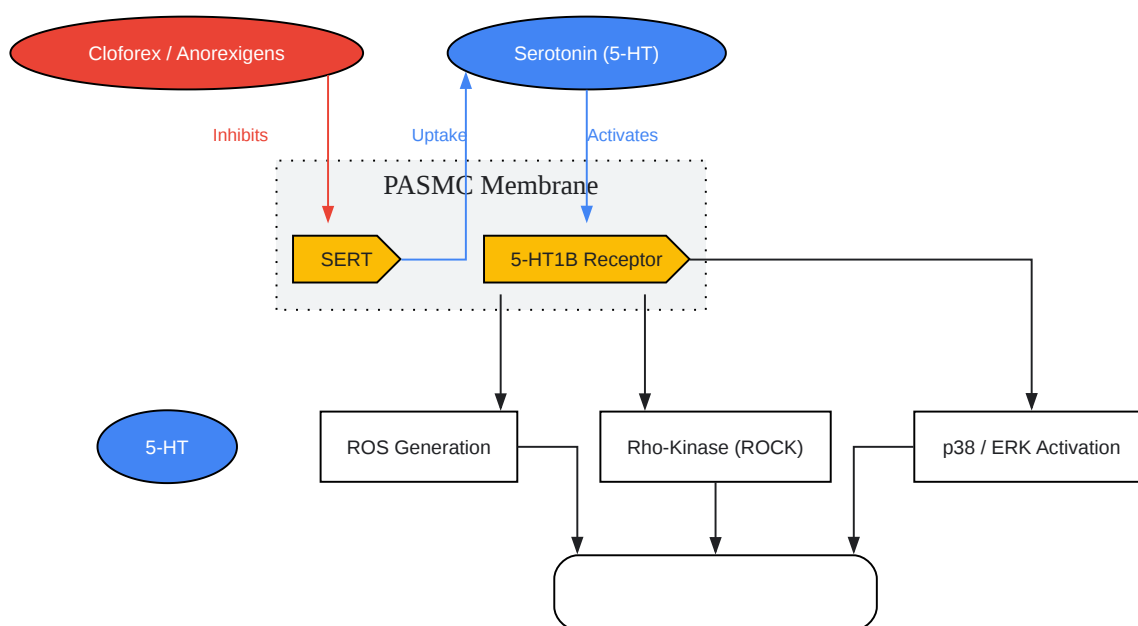 Cloforex / Anorexigens
Serotonin (5-HT)
Inhibits
Uptake
Activates
PASMC Membrane
SERT
5-HT1B Receptor
5-HT
ROS Generation
Rho-Kinase (ROCK)
p38 / ERK Activation